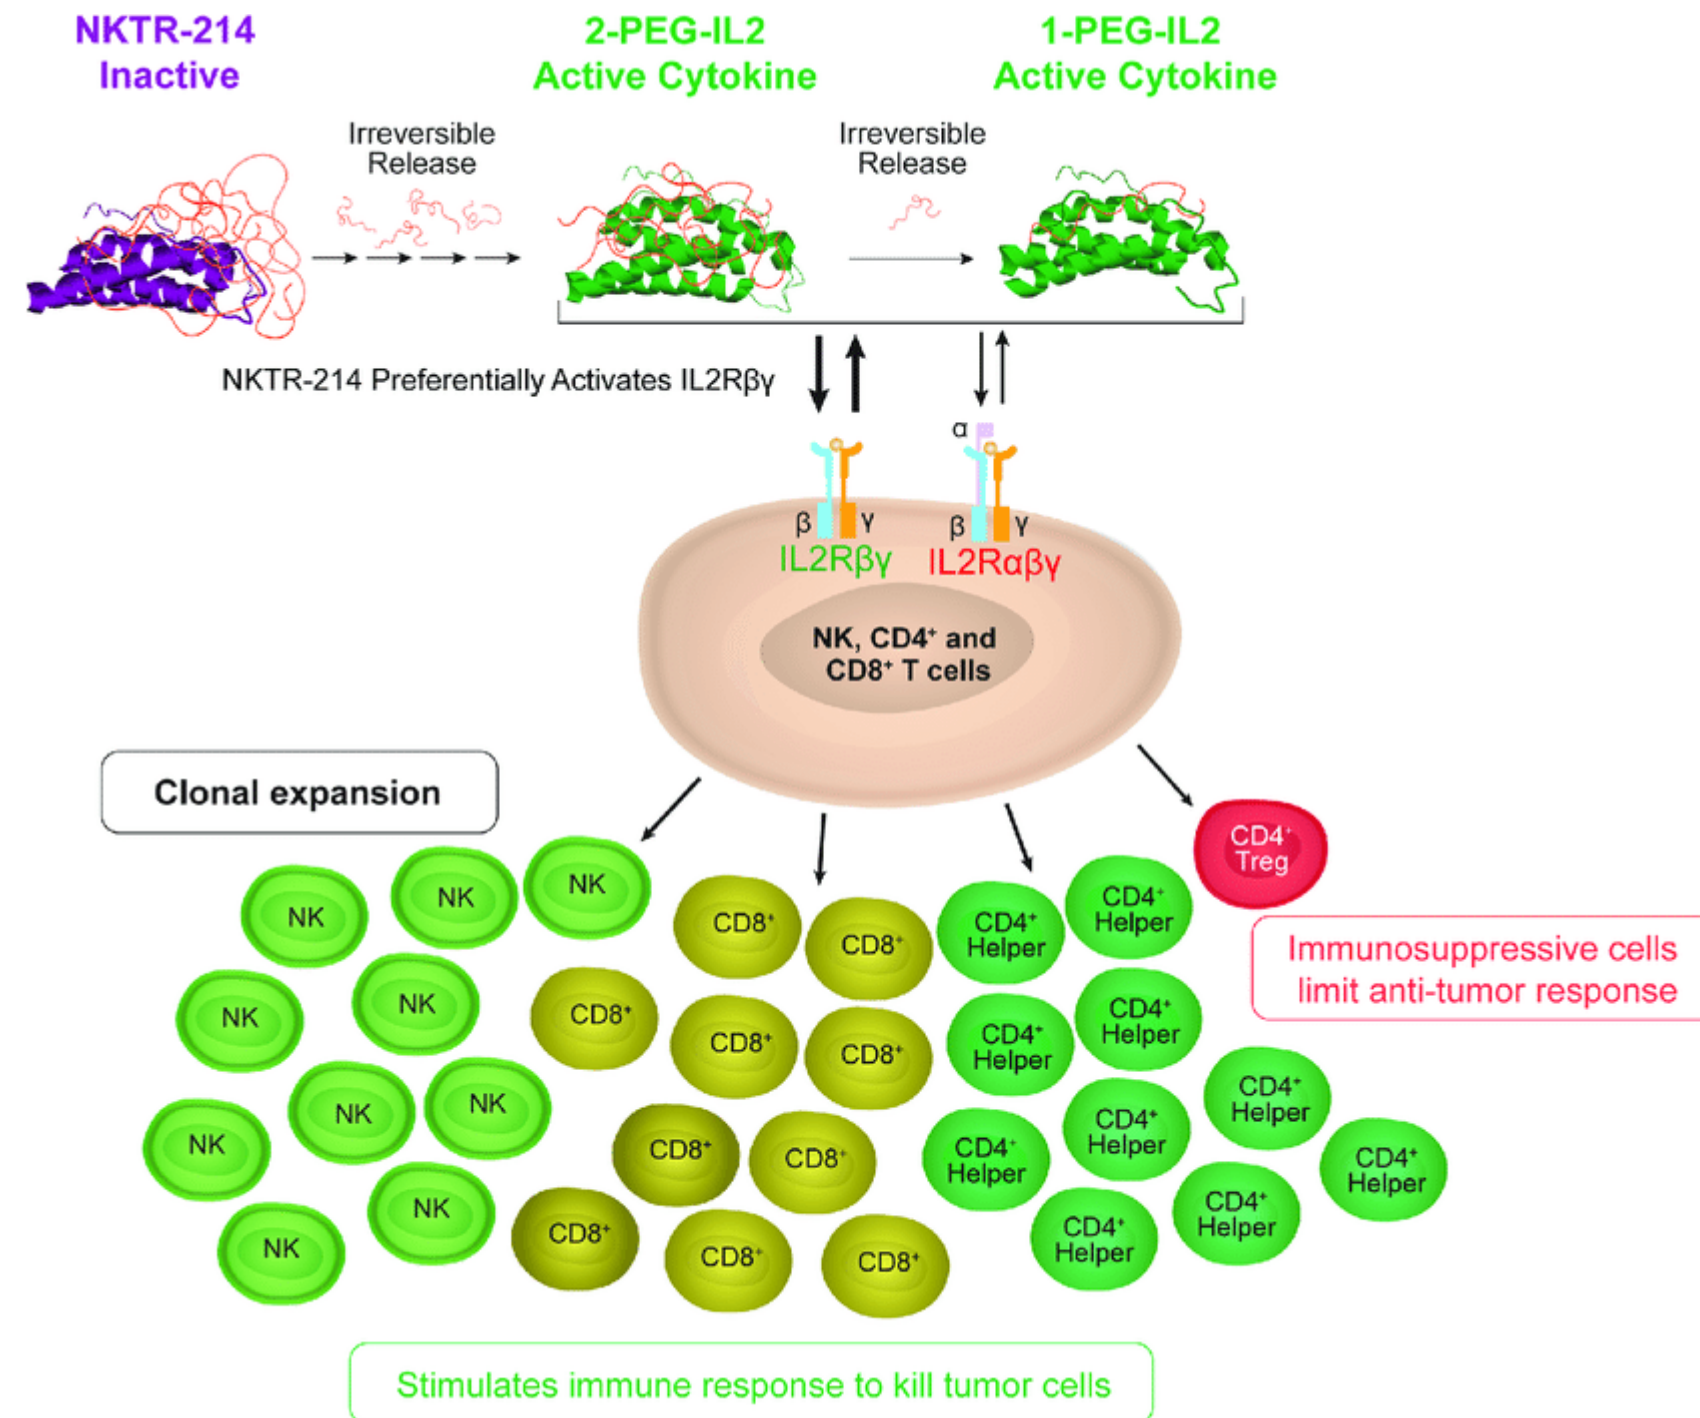 NKTR-214
Inactive
2-PEG-IL2
Active Cytokine
1-PEG-IL2
Active Cytokine
Irreversible
Release
Irreversible
Release
NKTR-214 Preferentially Activates IL2Rβγ
α
β γ
β γ
IL2Rβγ
IL2Rαβγ
NK, CD4⁺ and
CD8⁺ T cells
Clonal expansion
CD4⁺
Treg
Immunosuppressive cells
limit anti-tumor response
NK
NK
NK
NK
NK
NK
NK
NK
NK
NK
CD8⁺
CD8⁺
CD8⁺
CD8⁺
CD8⁺
CD8⁺
CD8⁺
CD8⁺
CD8⁺
CD8⁺
CD4⁺
Helper
CD4⁺
Helper
CD4⁺
Helper
CD4⁺
Helper
CD4⁺
Helper
CD4⁺
Helper
CD4⁺
Helper
CD4⁺
Helper
CD4⁺
Helper
CD4⁺
Helper
Stimulates immune response to kill tumor cells